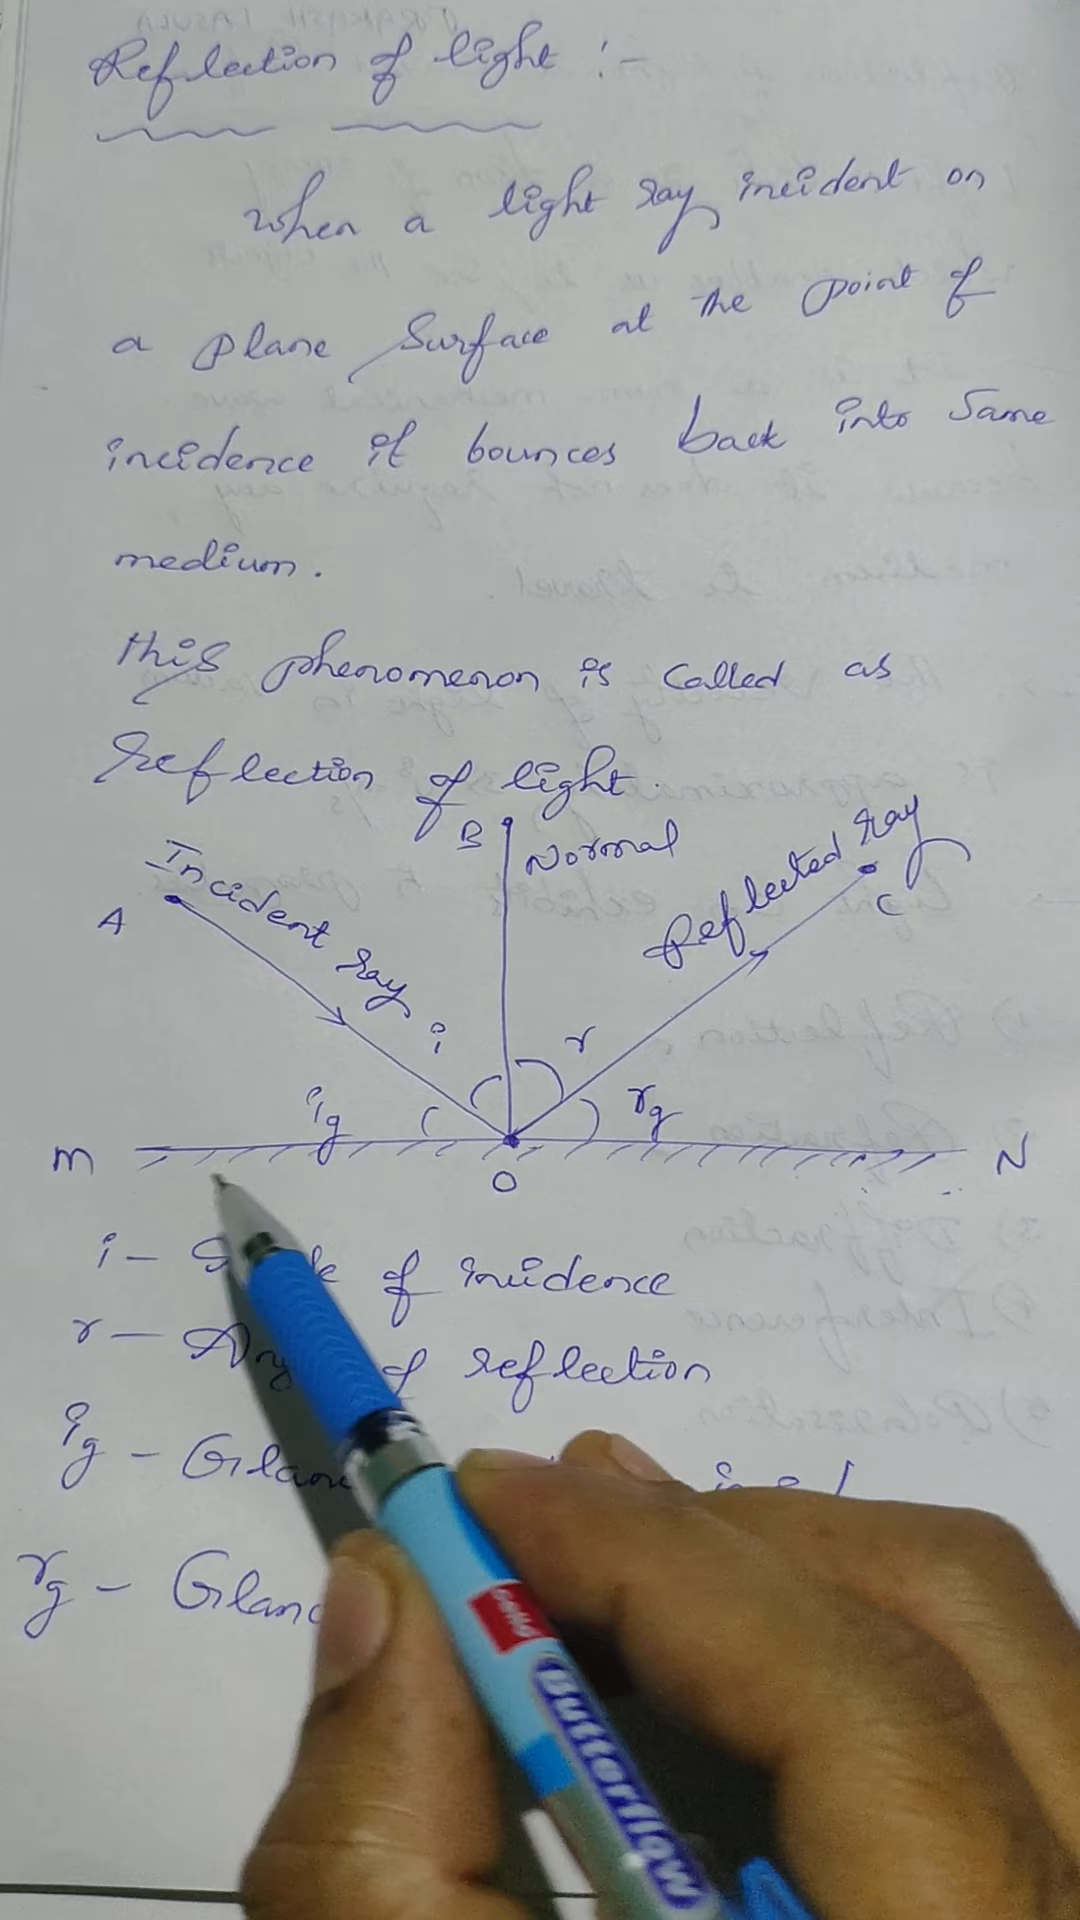 Reflection of light :-
When a light ray incident on
a plane surface at the point of
incidence it bounces back into same
medium.
This phenomenon is called as
Reflection of light.
B Normal
Incident ray
Reflected ray
A
C
i
r
ig
rg
M
N
O
i - of incidence
r - of reflection
ig -
rg -
cello
Butterflow